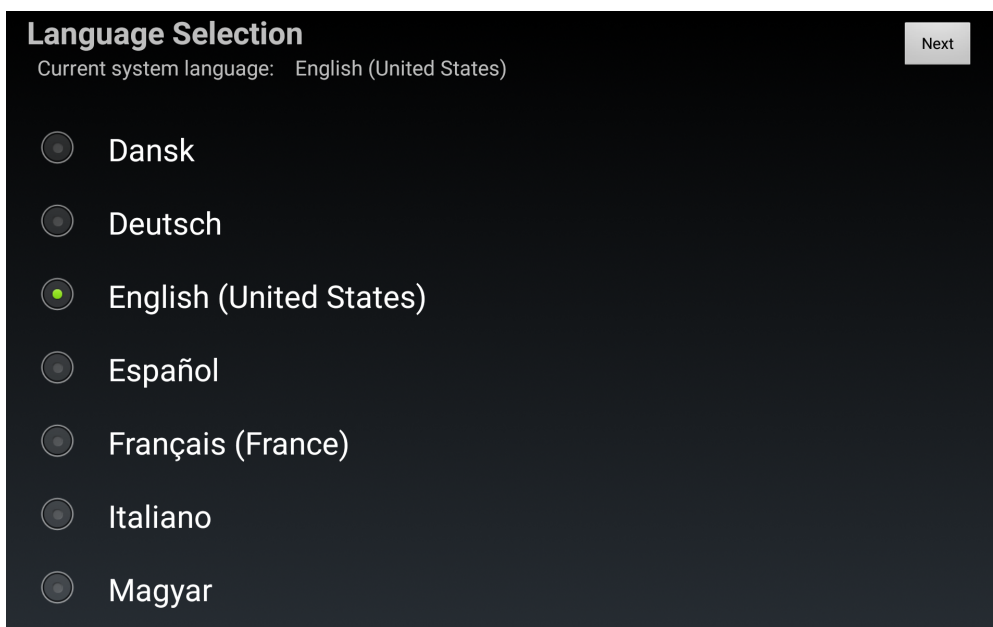 Language Selection
Next
Current system language: English (United States)
Dansk
Deutsch
English (United States)
Español
Français (France)
Italiano
Magyar